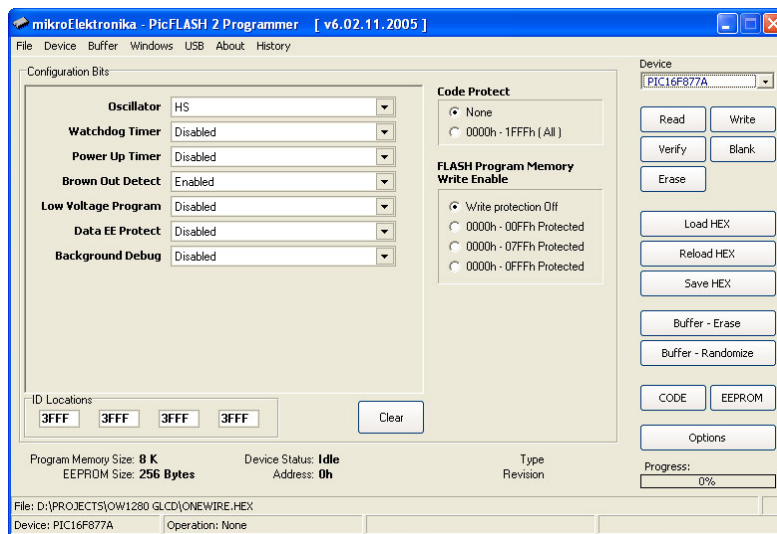 mikroElektronika - PicFLASH 2 Programmer [ v6.02.11.2005 ]
File Device Buffer Windows USB About History
Configuration Bits
Oscillator HS
Watchdog Timer Disabled
Power Up Timer Disabled
Brown Out Detect Enabled
Low Voltage Program Disabled
Data EE Protect Disabled
Background Debug Disabled
ID Locations
3FFF 3FFF 3FFF 3FFF
Clear
Code Protect
None
0000h - 1FFFh ( All )
FLASH Program Memory
Write Enable
Write protection Off
0000h - 00FFh Protected
0000h - 07FFh Protected
0000h - 0FFFh Protected
Device
PIC16F877A
Read Write
Verify Blank
Erase
Load HEX
Reload HEX
Save HEX
Buffer - Erase
Buffer - Randomize
CODE EEPROM
Options
Progress:
0%
Program Memory Size: 8 K Device Status: Idle Type
EEPROM Size: 256 Bytes Address: 0h Revision
File: D:\PROJECTS\OW1280 GLCD\ONEWIRE.HEX
Device: PIC16F877A Operation: None